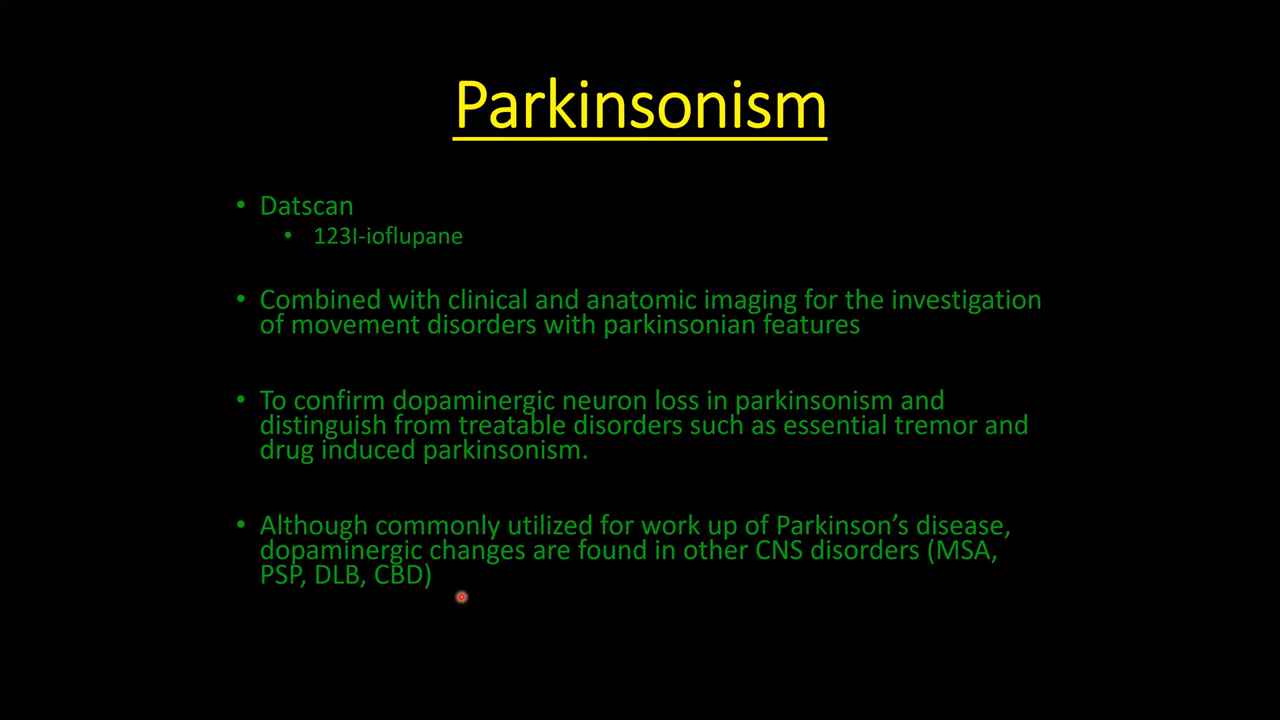 Parkinsonism
• Datscan
• 123I-ioflupane
• Combined with clinical and anatomic imaging for the investigation
of movement disorders with parkinsonian features
• To confirm dopaminergic neuron loss in parkinsonism and
distinguish from treatable disorders such as essential tremor and
drug induced parkinsonism.
• Although commonly utilized for work up of Parkinson’s disease,
dopaminergic changes are found in other CNS disorders (MSA,
PSP, DLB, CBD)